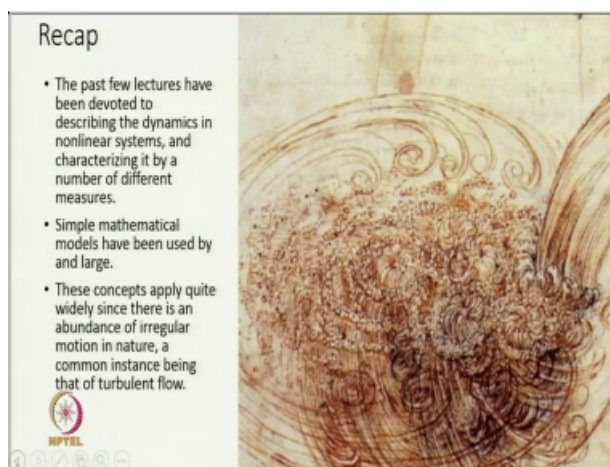 Recap
• The past few lectures have
been devoted to
describing the dynamics in
nonlinear systems, and
characterizing it by a
number of different
measures.
• Simple mathematical
models have been used by
and large.
• These concepts apply quite
widely since there is an
abundance of irregular
motion in nature, a
common instance being
that of turbulent flow.
NPTEL